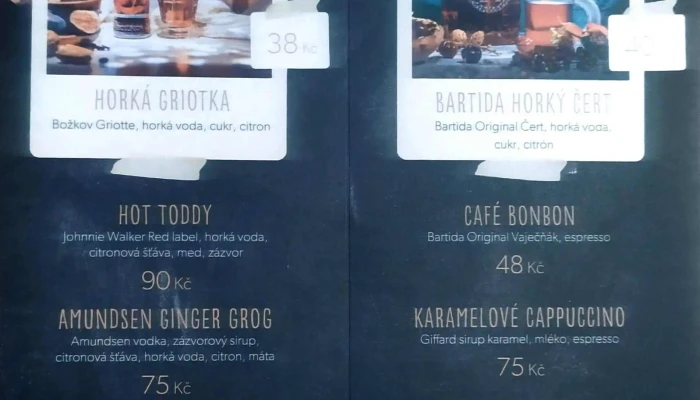 38 Kč
HORKÁ GRIOTKA
Božkov Griotte, horká voda, cukr, citron
HOT TODDY
Johnnie Walker Red label, horká voda,
citronová šťáva, med, zázvor
90 Kč
AMUNDSEN GINGER GROG
Amundsen vodka, zázvorový sirup,
citronová šťáva, horká voda, citron, máta
75 Kč
BARTIDA HORKÝ ČERT
Bartida Original Čert, horká voda,
cukr, citrón
CAFÉ BONBON
Bartida Original Vaječňák, espresso
48 Kč
KARAMELOVÉ CAPPUCCINO
Giffard sirup karamel, mléko, espresso
75 Kč